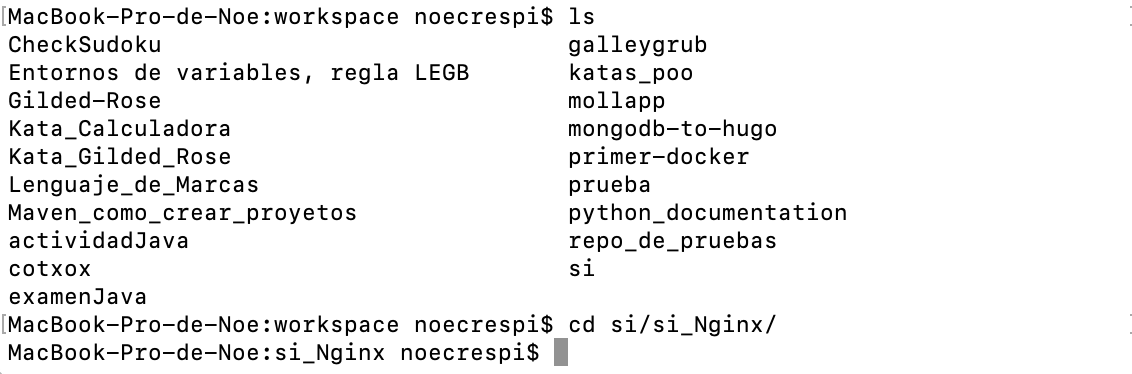 [MacBook-Pro-de-Noe:workspace noecrespi$ ls
CheckSudoku galleygrub
Entornos de variables, regla LEGB katas_poo
Gilded-Rose mollapp
Kata_Calculadora mongodb-to-hugo
Kata_Gilded_Rose primer-docker
Lenguaje_de_Marcas prueba
Maven_como_crear_proyetos python_documentation
actividadJava repo_de_pruebas
cotxox si
examenJava
[MacBook-Pro-de-Noe:workspace noecrespi$ cd si/si_Nginx/
MacBook-Pro-de-Noe:si_Nginx noecrespi$